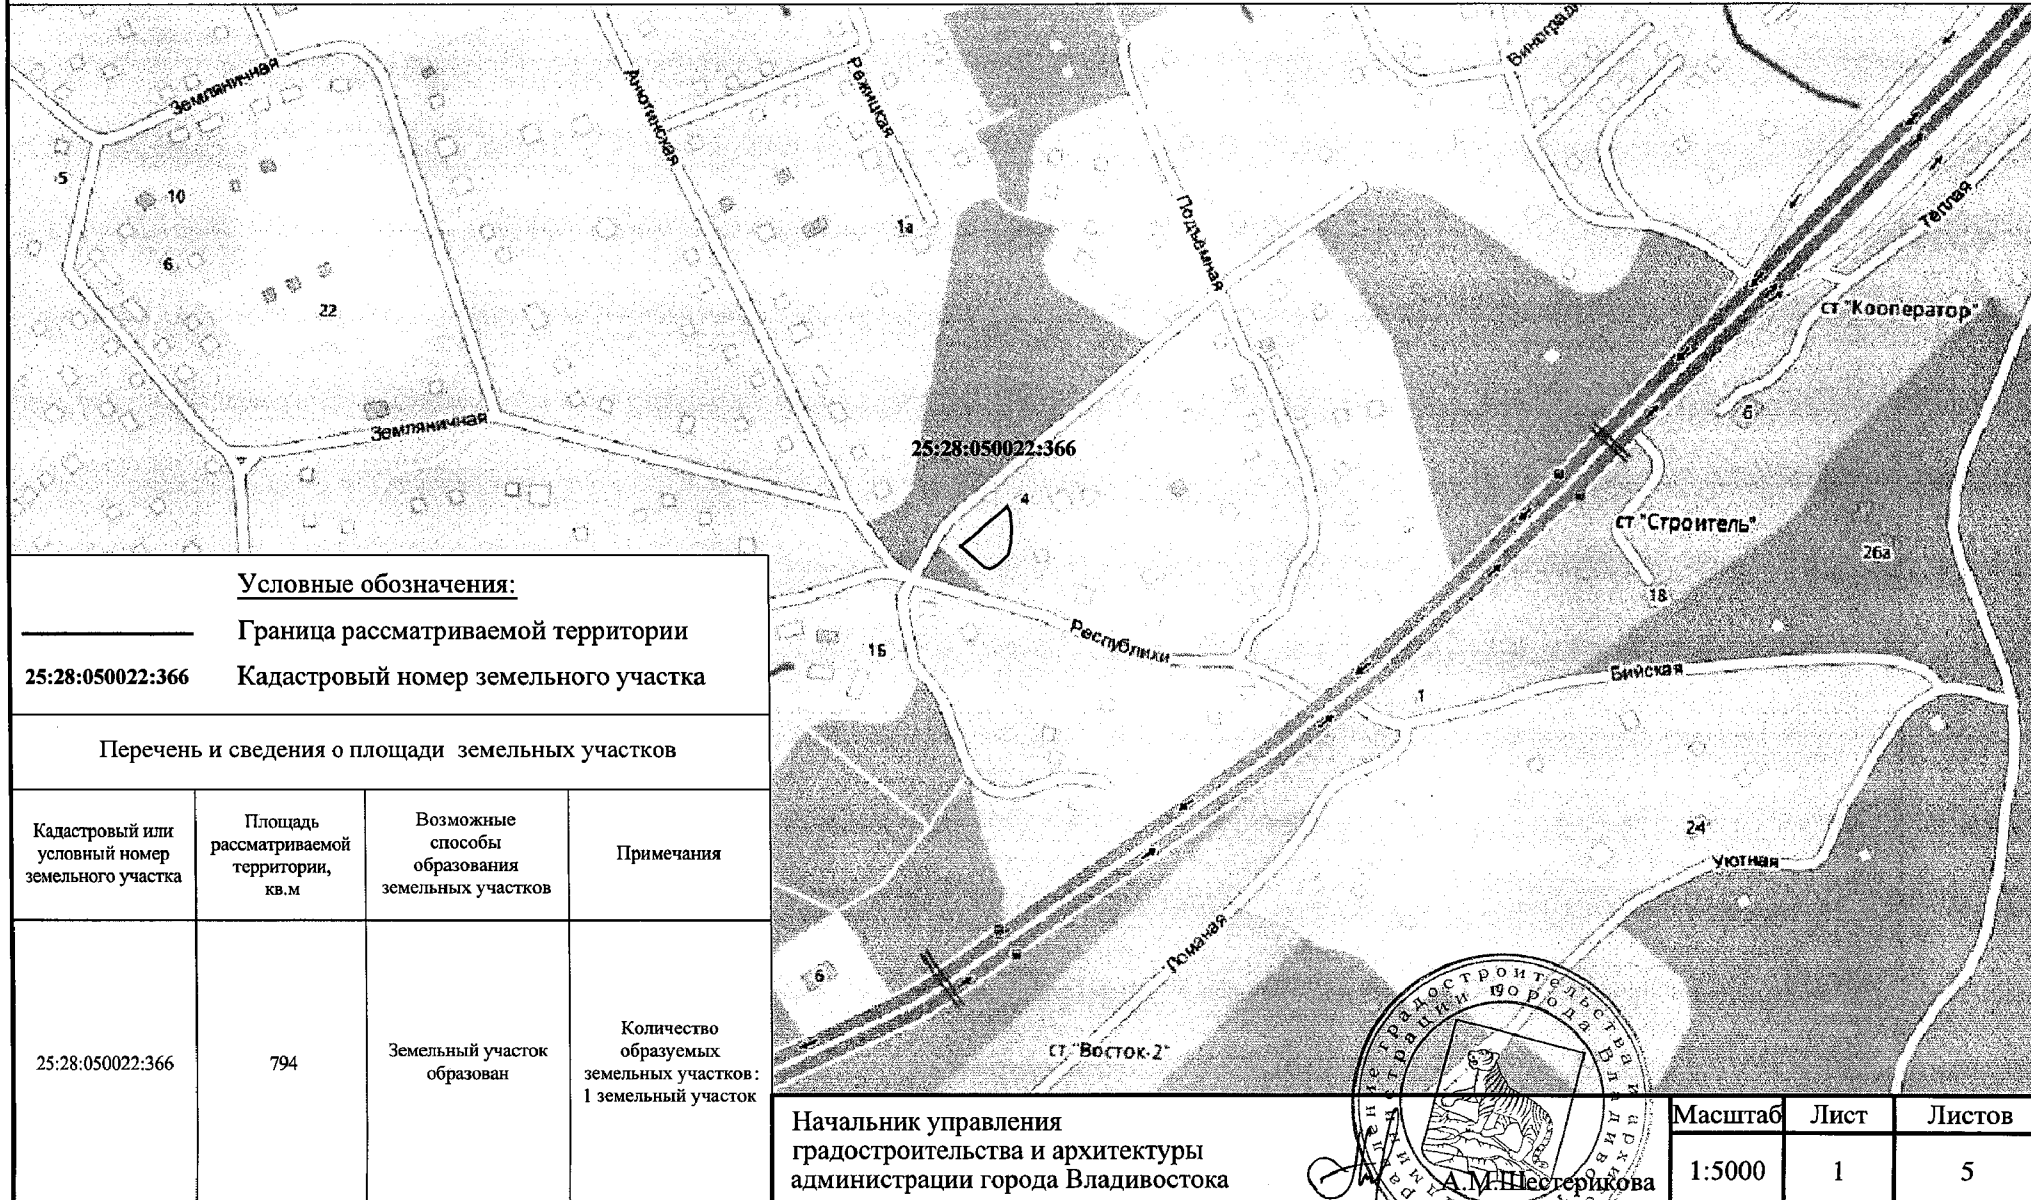 Земляничная
5
10
6
22
Земляничная
Анютинская
Режицкая
1а
Подъёмная
Теплая
ст "Кооператор"
6
25:28:050022:366
4
ст "Строитель"
26а
18
Республики
Бийская
1
24
Уютная
Ломаная
6
ст "Восток-2"
Условные обозначения:
Граница рассматриваемой территории
25:28:050022:366 Кадастровый номер земельного участка
Перечень и сведения о площади земельных участков
Кадастровый или
условный номер
земельного участка
Площадь
рассматриваемой
территории,
кв.м
Возможные
способы
образования
земельных участков
Примечания
25:28:050022:366
794
Земельный участок
образован
Количество
образуемых
земельных участков:
1 земельный участок
Начальник управления
градостроительства и архитектуры
администрации города Владивостока
А.М.Шестерикова
Масштаб Лист Листов
1:5000 1 5